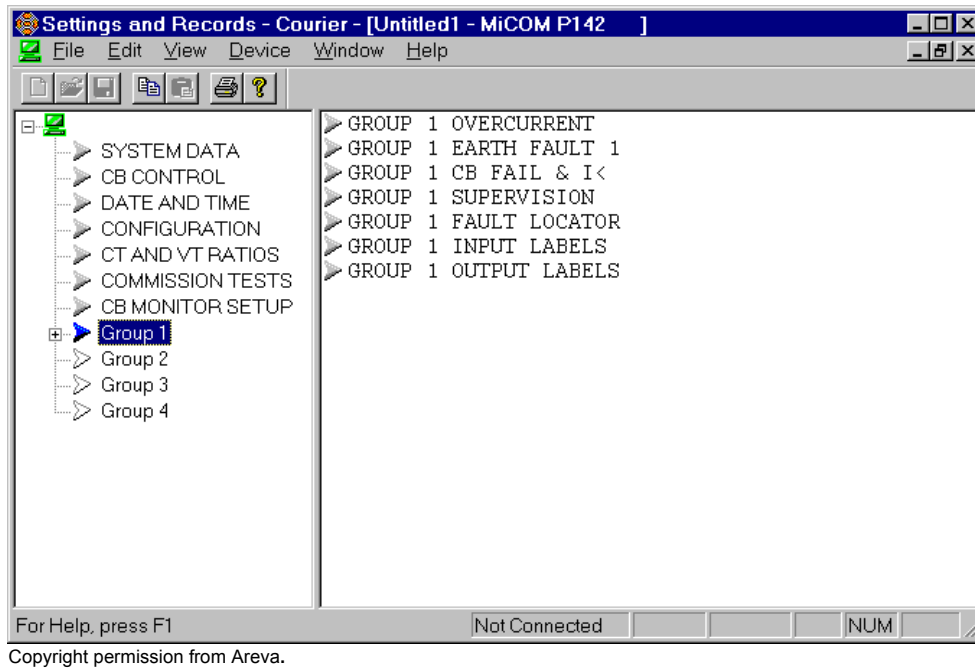 Settings and Records - Courier - [Untitled1 - MiCOM P142 ]
File Edit View Device Window Help
SYSTEM DATA
CB CONTROL
DATE AND TIME
CONFIGURATION
CT AND VT RATIOS
COMMISSION TESTS
CB MONITOR SETUP
Group 1
Group 2
Group 3
Group 4
GROUP 1 OVERCURRENT
GROUP 1 EARTH FAULT 1
GROUP 1 CB FAIL & I<
GROUP 1 SUPERVISION
GROUP 1 FAULT LOCATOR
GROUP 1 INPUT LABELS
GROUP 1 OUTPUT LABELS
For Help, press F1 Not Connected NUM
Copyright permission from Areva.